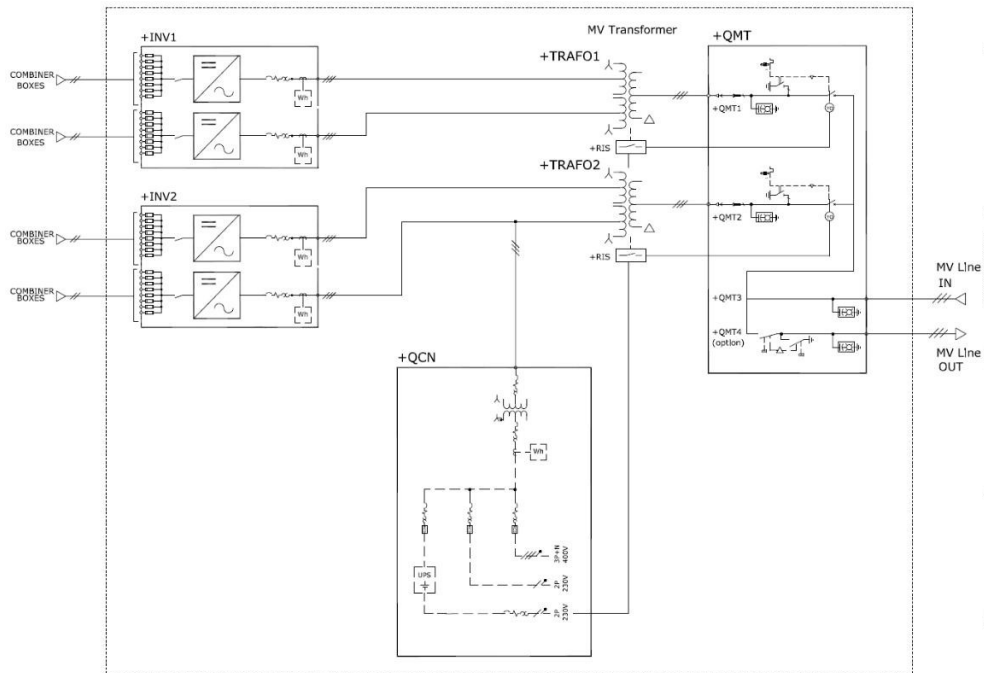 MV Transformer
+INV1
+TRAFO1
+QMT
COMBINER
BOXES
Wh
+QMT1
COMBINER
BOXES
Wh
+RIS
+TRAFO2
+INV2
COMBINER
BOXES
Wh
+QMT2
+RIS
COMBINER
BOXES
Wh
MV Line
IN
+QMT3
+QMT4
(option)
MV Line
OUT
+QCN
Wh
3P+N
400V
UPS
2P
230V
2P
230V